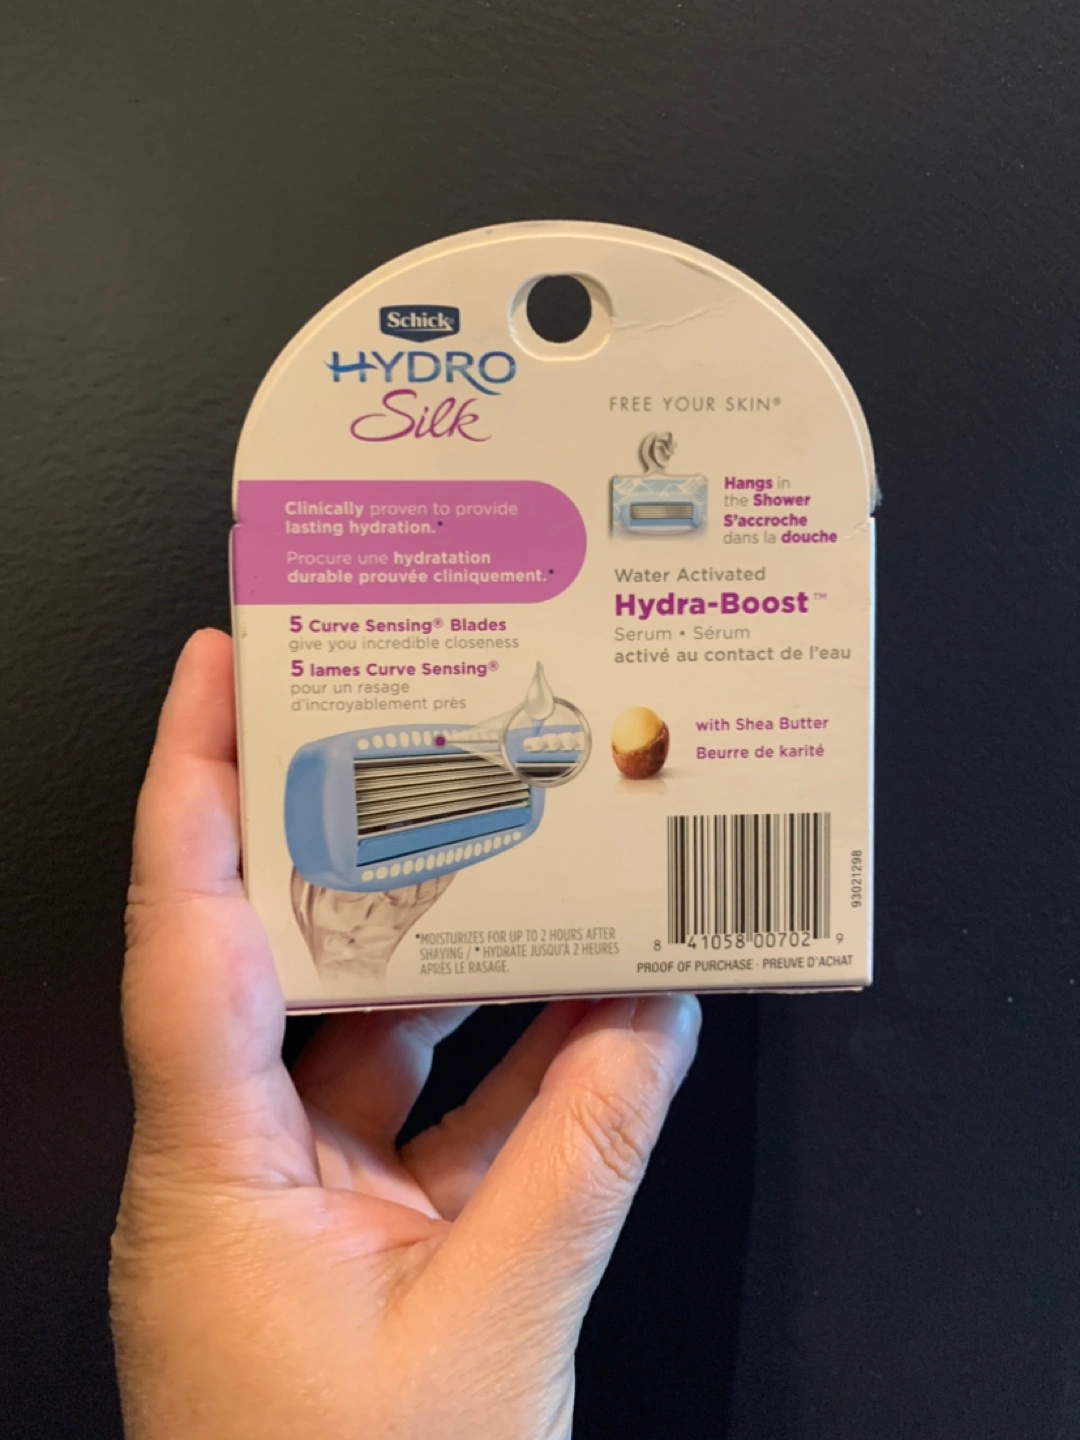 Schick
HYDRO
Silk
FREE YOUR SKIN®
Hangs in
the Shower
S'accroche
dans la douche
Clinically proven to provide
lasting hydration.*
Procure une hydratation
durable prouvée cliniquement.*
5 Curve Sensing® Blades
give you incredible closeness
5 lames Curve Sensing®
pour un rasage
d'incroyablement près
Water Activated
Hydra-Boost™
Serum • Sérum
activé au contact de l'eau
with Shea Butter
Beurre de karité
*MOISTURIZES FOR UP TO 2 HOURS AFTER
SHAVING / * HYDRATE JUSQU'À 2 HEURES
APRÈS LE RASAGE.
8 41058 00702 9
93021298
PROOF OF PURCHASE · PREUVE D'ACHAT